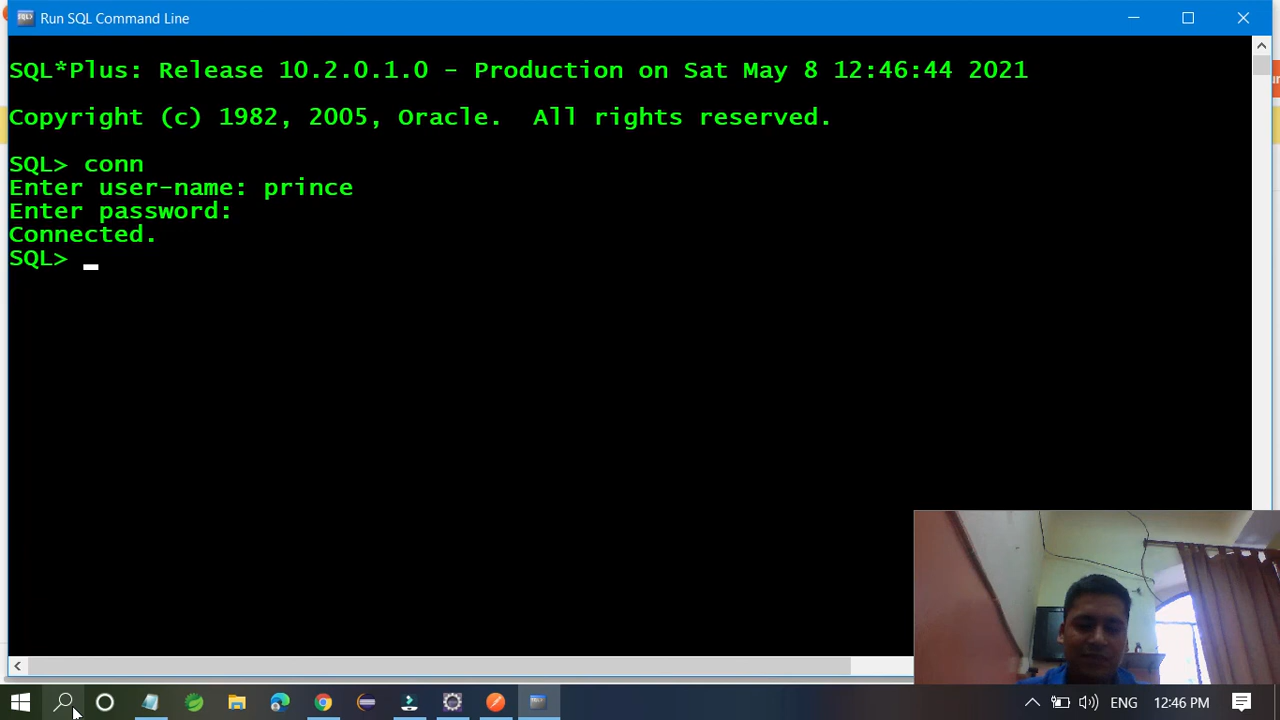 Run SQL Command Line
SQL*Plus: Release 10.2.0.1.0 - Production on Sat May 8 12:46:44 2021
Copyright (c) 1982, 2005, Oracle.  All rights reserved.
SQL> conn
Enter user-name: prince
Enter password:
Connected.
SQL>
ENG
12:46 PM